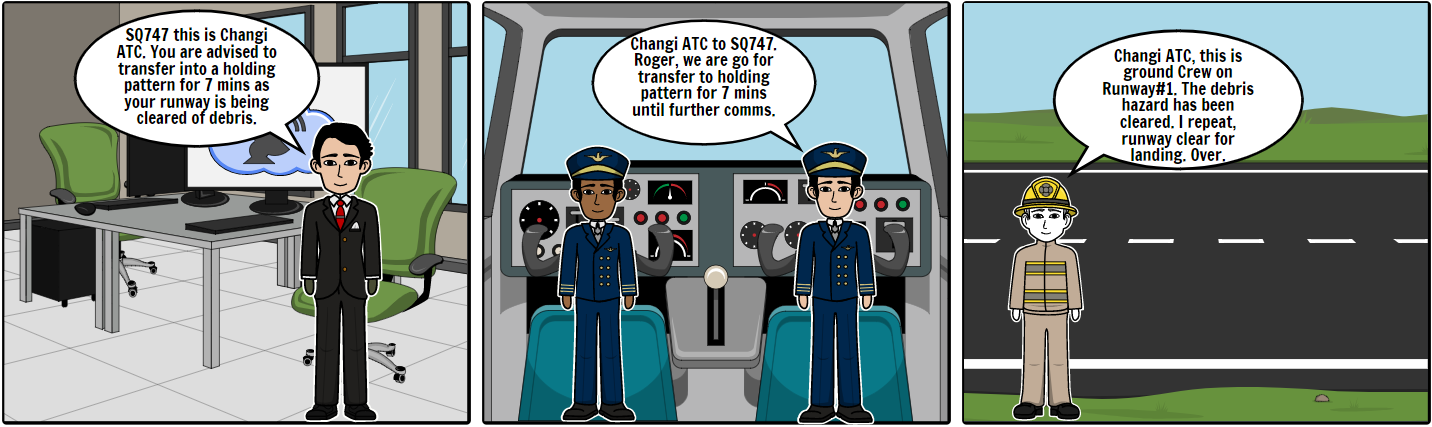 SQ747 this is Changi
ATC. You are advised to
transfer into a holding
pattern for 7 mins as
your runway is being
cleared of debris.
Changi ATC to SQ747.
Roger, we are go for
transfer to holding
pattern for 7 mins
until further comms.
Changi ATC, this is
ground Crew on
Runway#1. The debris
hazard has been
cleared. I repeat,
runway clear for
landing. Over.